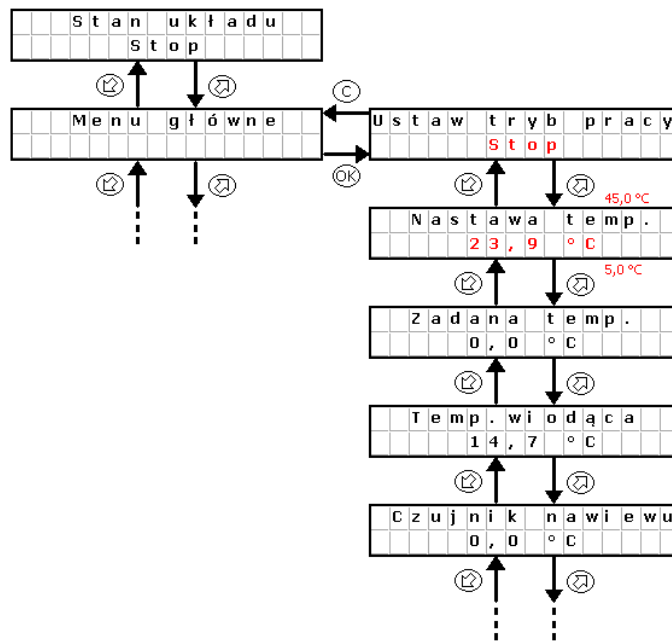 Stan układu
Stop
C
Menu główne
Ustaw tryb pracy
Stop
OK
45,0 °C
Nastawa temp.
23,9 °C
5,0 °C
Zadana temp.
0,0 °C
Temp.wiodąca
14,7 °C
Czujnik nawiewu
0,0 °C